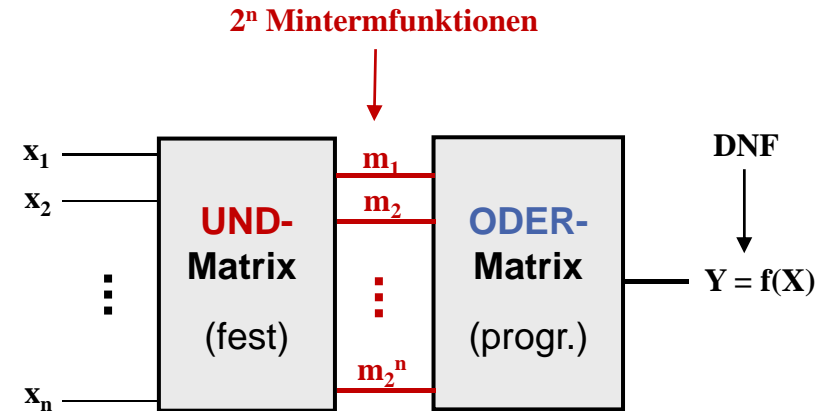 2ⁿ Mintermfunktionen
DNF
x₁
x₂
⋮
xₙ
UND-
Matrix
(fest)
m₁
m₂
⋮
m₂ⁿ
ODER-
Matrix
(progr.)
Y = f(X)